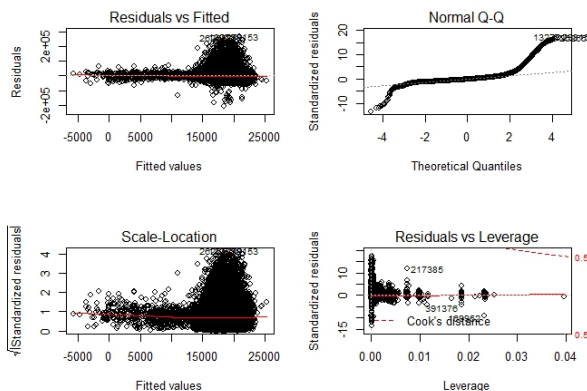 Residuals vs Fitted
Residuals
-2e+05
2e+05
-5000
0
5000
15000
25000
Fitted values
Normal Q-Q
Standardized residuals
-10
0
10
20
-4
-2
0
2
4
Theoretical Quantiles
Scale-Location
√|Standardized residuals|
0
1
2
3
4
-5000
0
5000
15000
25000
Fitted values
Residuals vs Leverage
Standardized residuals
-15
0
10
217385
391376
Cook's distance
0.5
0.5
0.00
0.01
0.02
0.03
0.04
Leverage